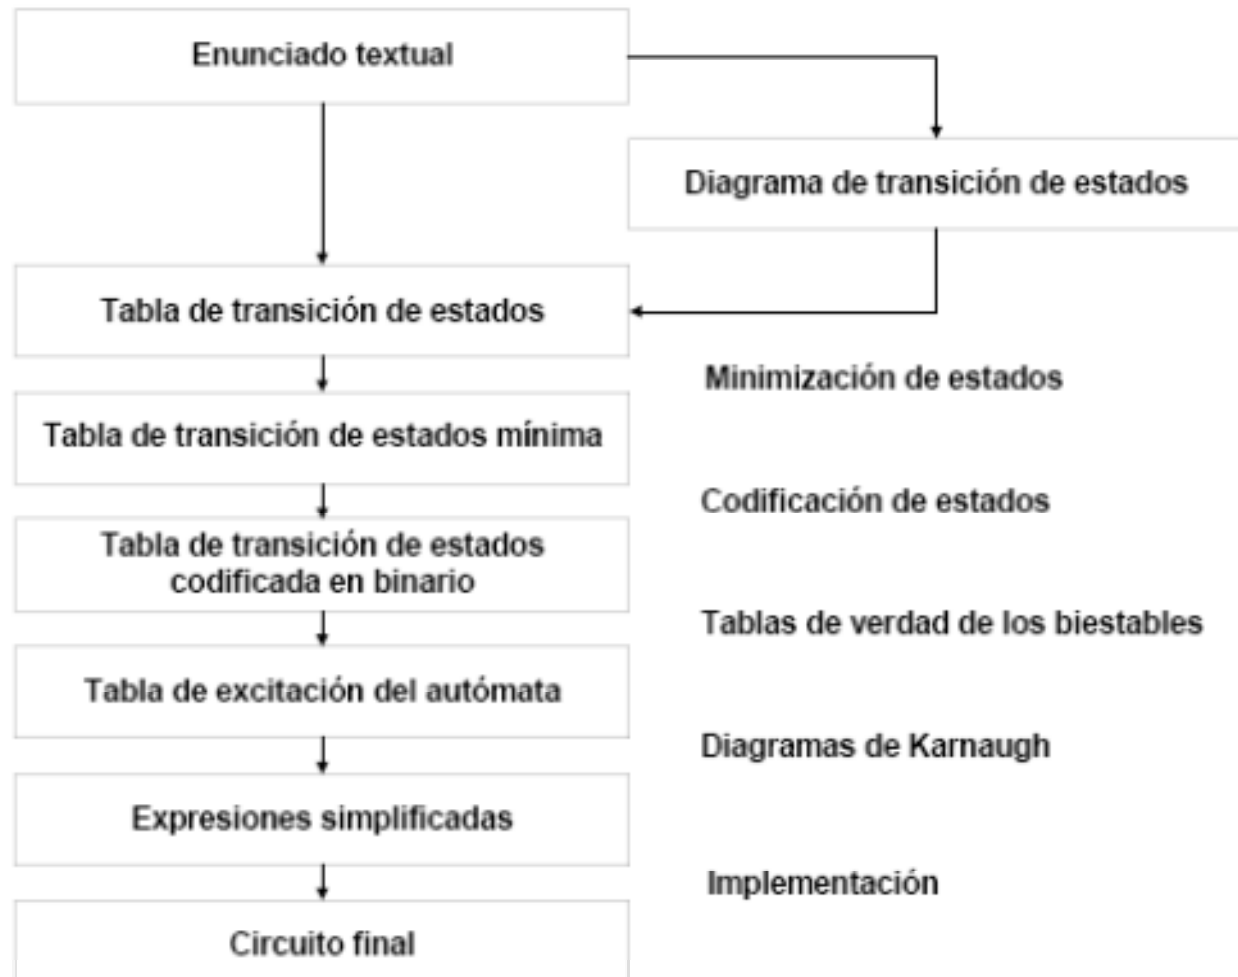 Enunciado textual
Diagrama de transición de estados
Tabla de transición de estados
Minimización de estados
Tabla de transición de estados mínima
Codificación de estados
Tabla de transición de estados
codificada en binario
Tablas de verdad de los biestables
Tabla de excitación del autómata
Diagramas de Karnaugh
Expresiones simplificadas
Implementación
Circuito final